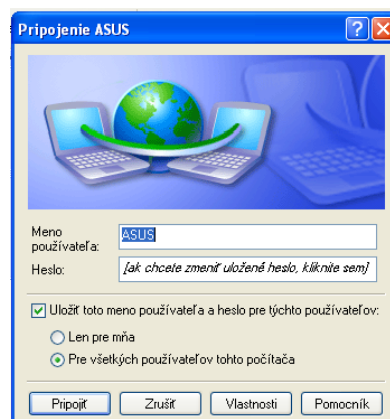 Pripojenie ASUS
Meno
používateľa:
ASUS
Heslo:
[ak chcete zmeniť uložené heslo, kliknite sem]
Uložiť toto meno používateľa a heslo pre týchto používateľov:
Len pre mňa
Pre všetkých používateľov tohto počítača
Pripojiť
Zrušiť
Vlastnosti
Pomocník